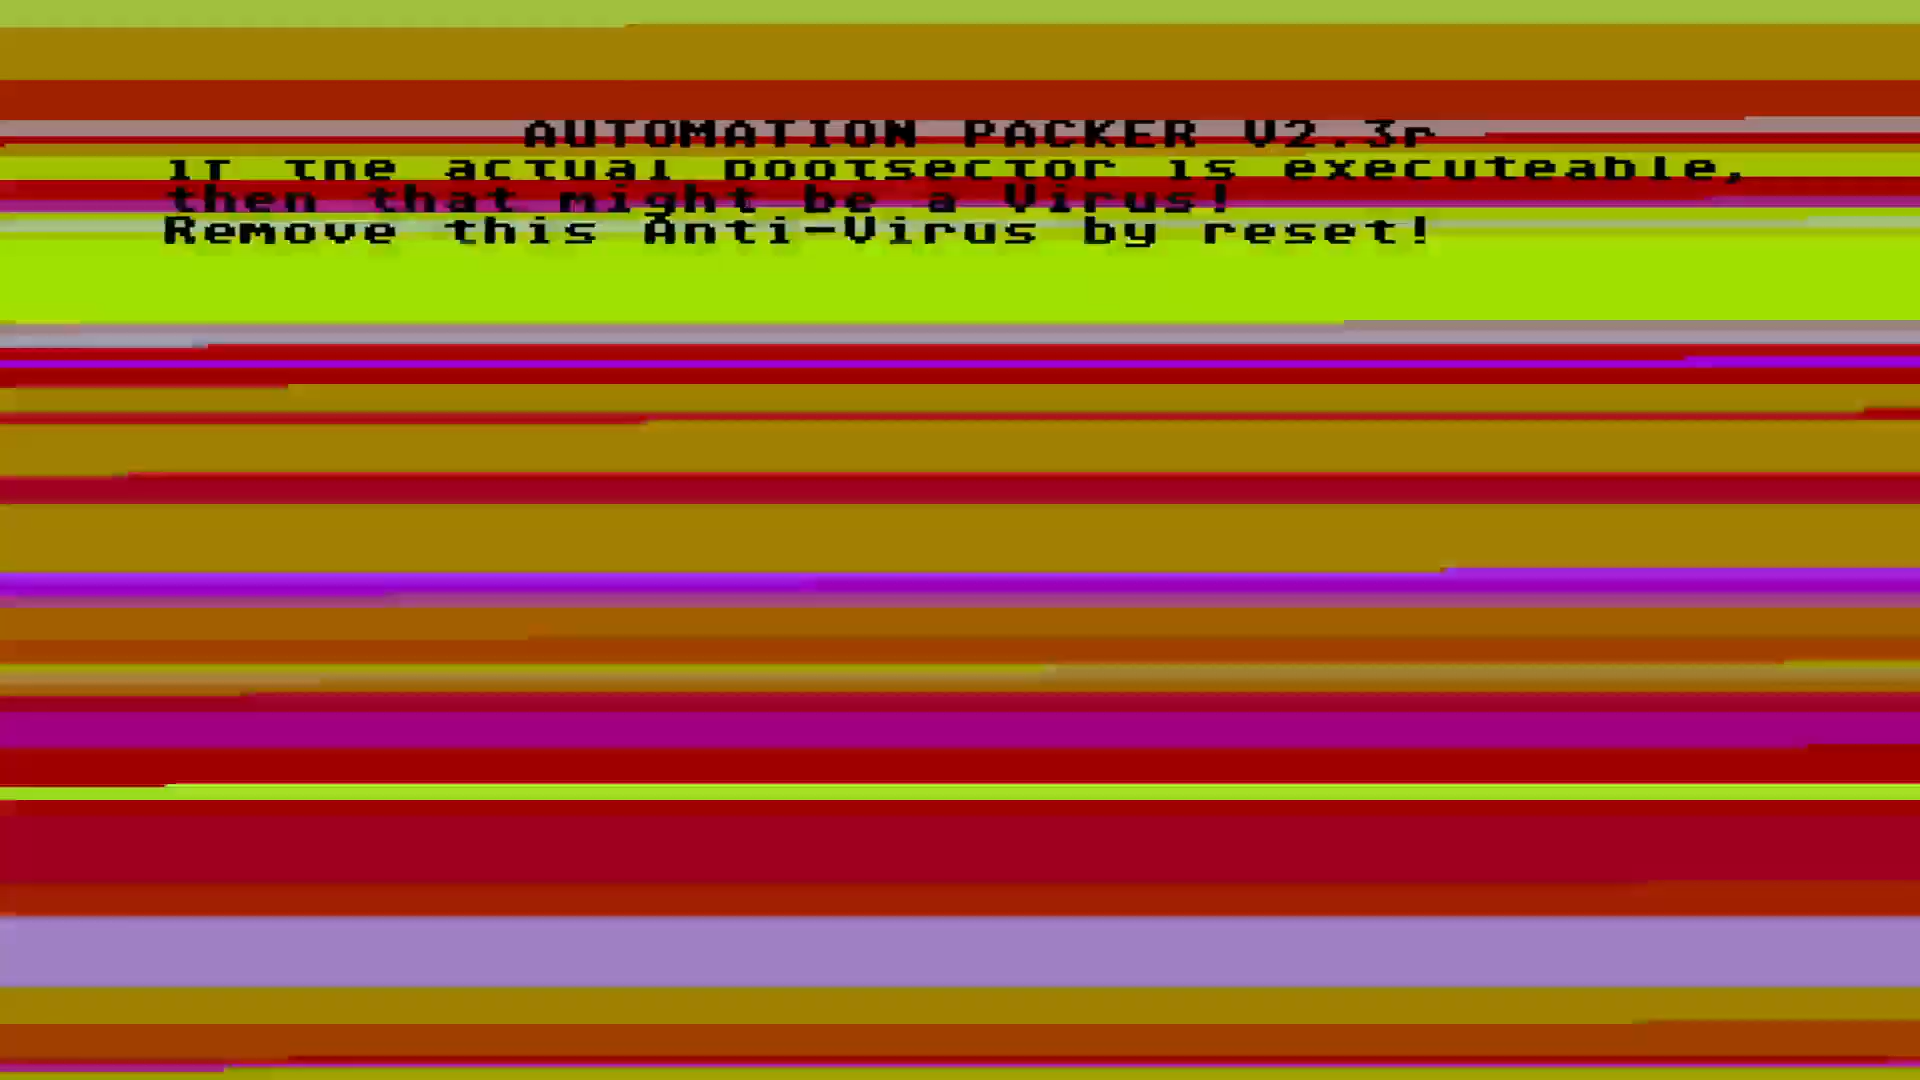 AUTOMATION PACKER V2.3r
If the actual bootsector is executeable,
then that might be a Virus!
Remove this Anti-Virus by reset!